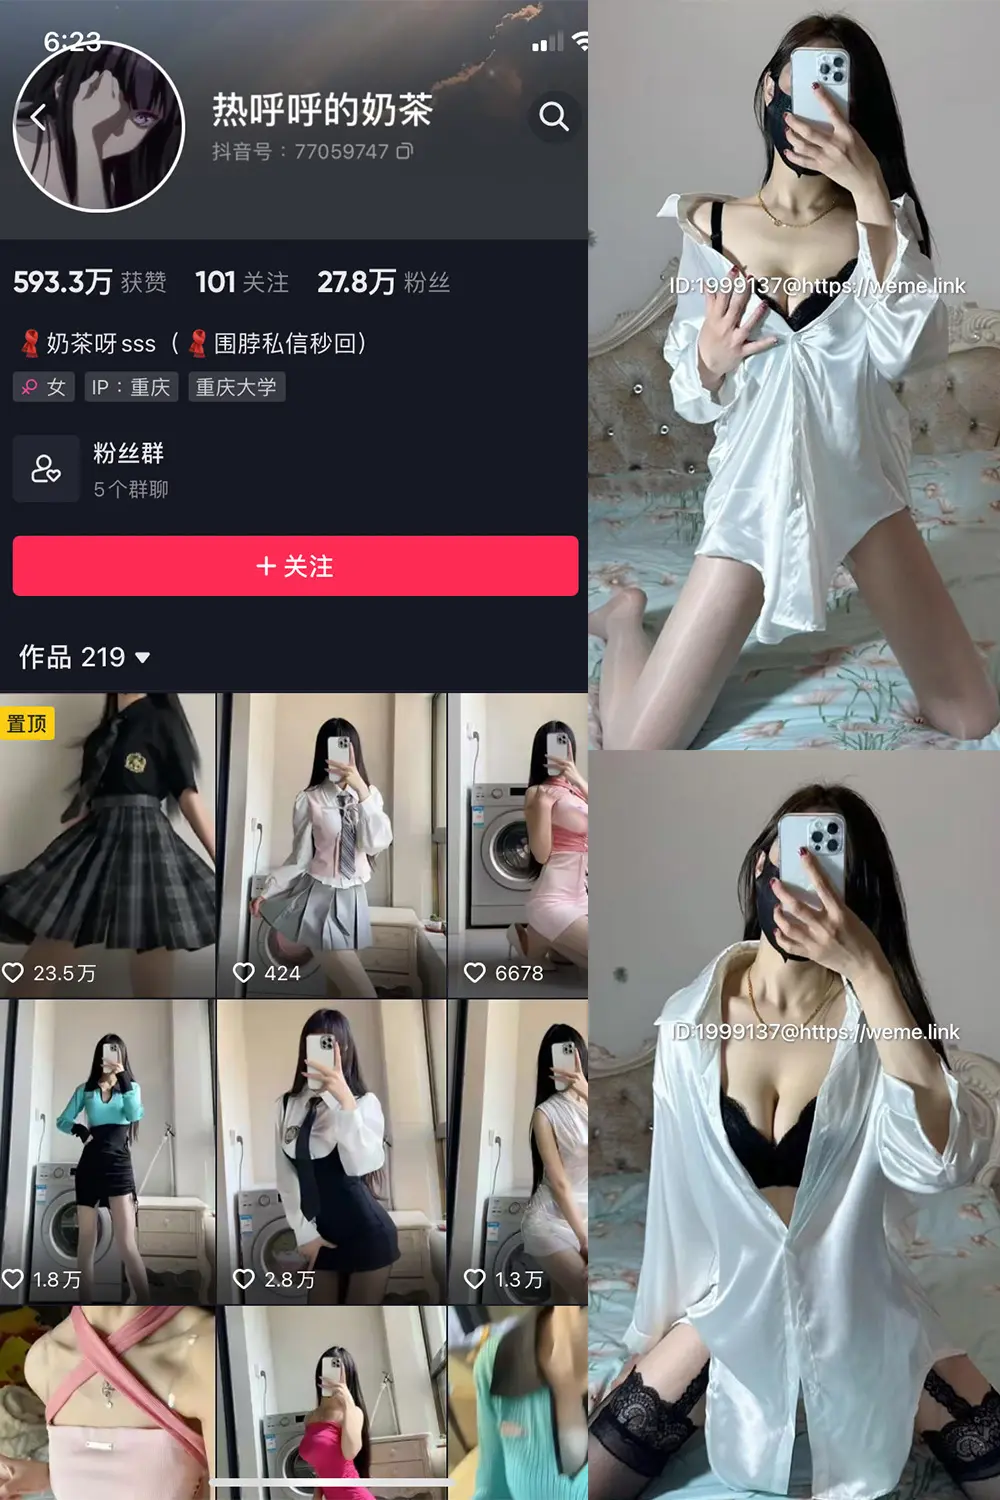 6:23
热呼呼的奶茶
抖音号：77059747
593.3万 获赞 101 关注 27.8万 粉丝
🧣奶茶呀sss（🧣围脖私信秒回）
女 IP：重庆 重庆大学
粉丝群
5个群聊
+ 关注
作品 219
置顶
23.5万 424 6678
1.8万 2.8万 1.3万
ID:1999137@https://weme.link
ID:1999137@https://weme.link